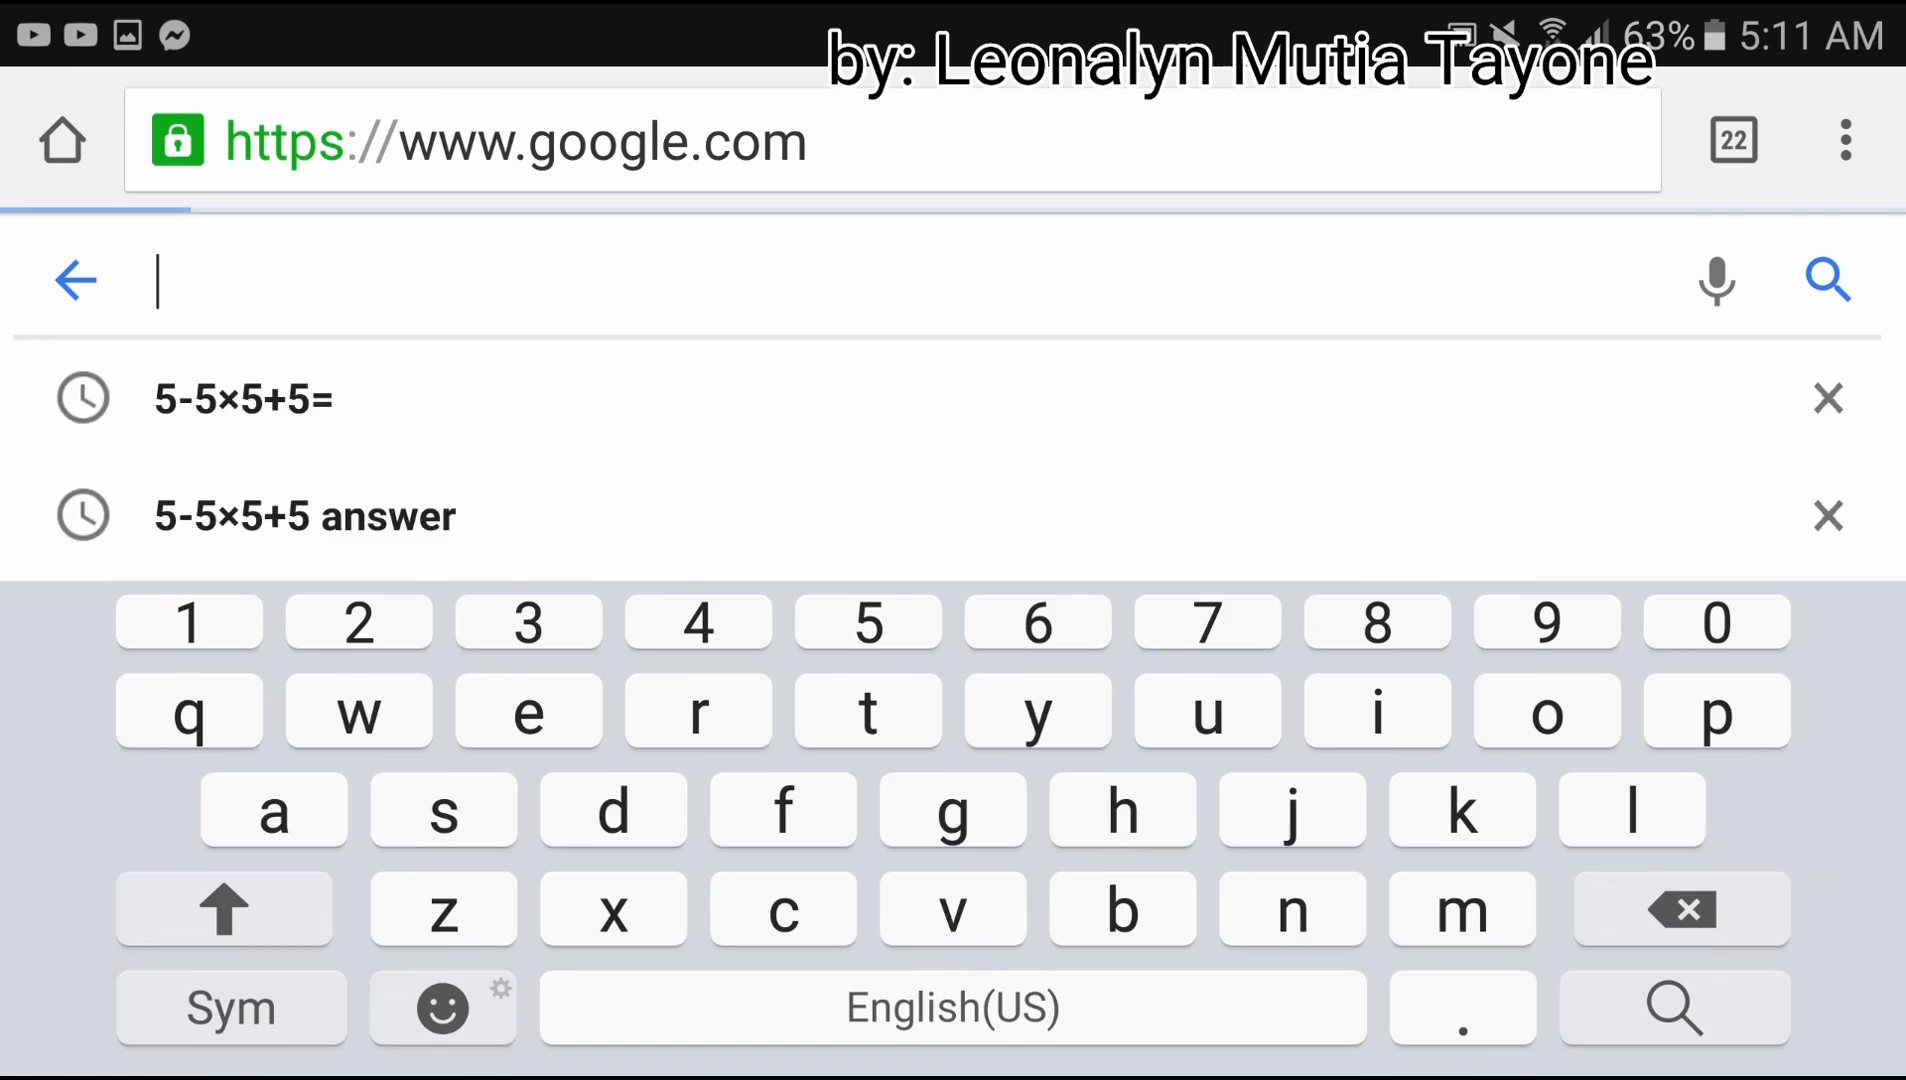 63% 5:11 AM
by: Leonalyn Mutia Tayone
https://www.google.com
22
5-5×5+5=
5-5×5+5 answer
1 2 3 4 5 6 7 8 9 0
q w e r t y u i o p
a s d f g h j k l
z x c v b n m
Sym English(US) .